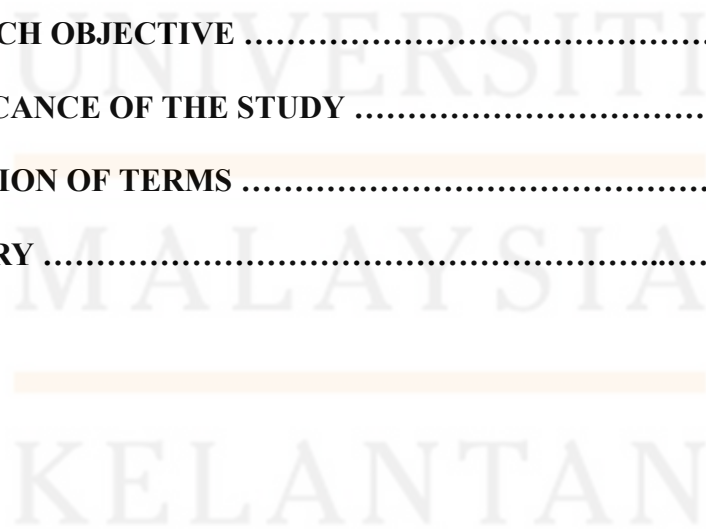 UNIVERSITI
CH OBJECTIVE ……………………………………………
CANCE OF THE STUDY ………………………………
ION OF TERMS …………………………………………
MALAYSIA
RY ……………………………………………………...…
KELANTAN